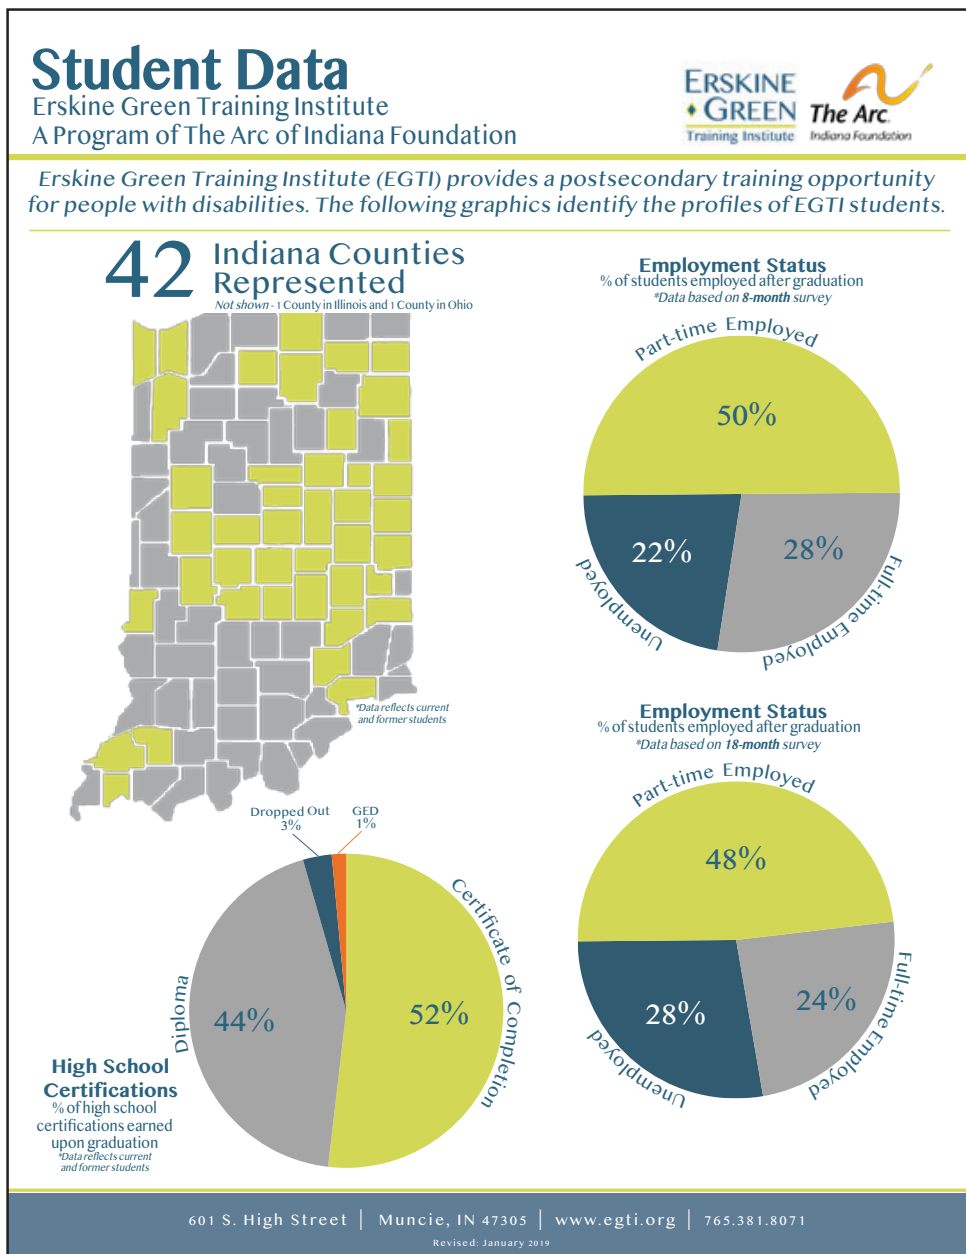 Student Data
Erskine Green Training Institute
A Program of The Arc of Indiana Foundation
ERSKINE
GREEN
Training Institute
The Arc.
Indiana Foundation
Erskine Green Training Institute (EGTI) provides a postsecondary training opportunity
for people with disabilities. The following graphics identify the profiles of EGTI students.
42
Indiana Counties
Represented
Not shown - 1 County in Illinois and 1 County in Ohio
*Data reflects current
and former students
Employment Status
% of students employed after graduation
*Data based on 8-month survey
Part-time Employed
50%
22%
28%
Unemployed
Full-time Employed
Employment Status
% of students employed after graduation
*Data based on 18-month survey
Part-time Employed
48%
28%
24%
Unemployed
Full-time Employed
Dropped Out
3%
GED
1%
Certificate of Completion
52%
Diploma
44%
High School
Certifications
% of high school
certifications earned
upon graduation
*Data reflects current
and former students
601 S. High Street | Muncie, IN 47305 | www.egti.org | 765.381.8071
Revised: January 2019